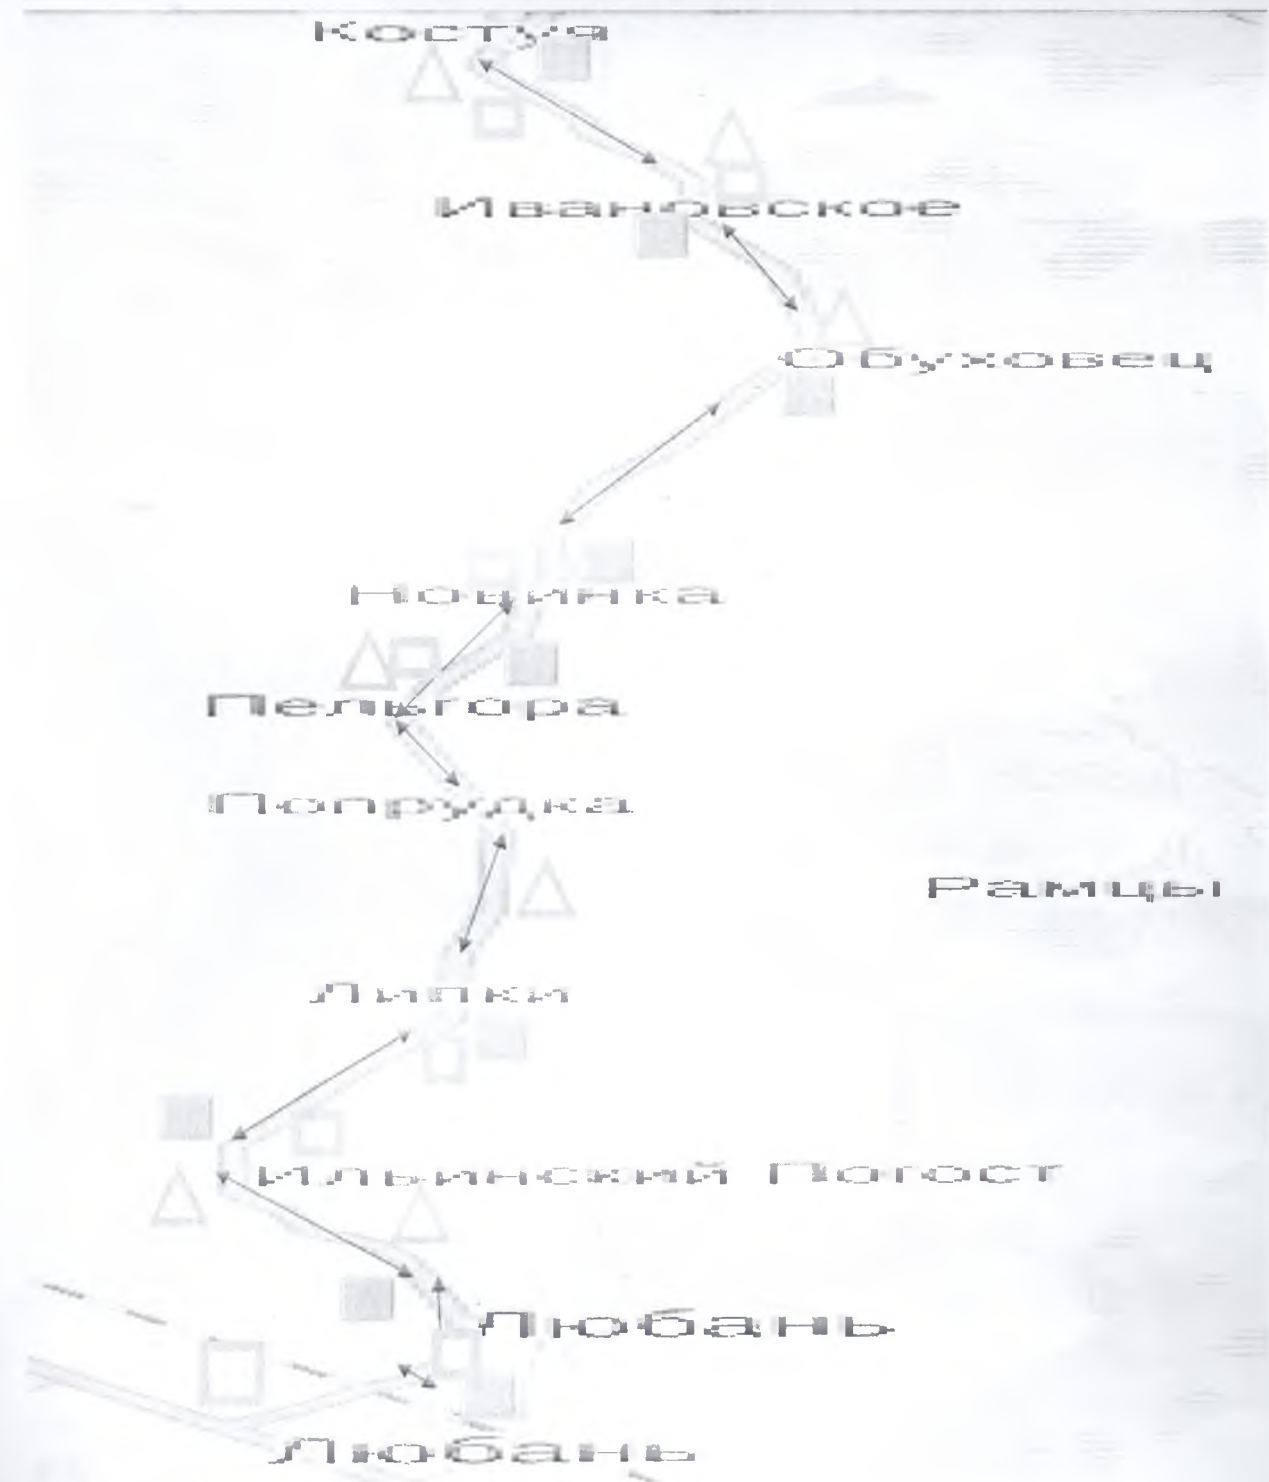 Костуя
Ивановское
Обуховец
Новинка
Пельгора
Попрудка
Рамцы
Липки
Ильинский Погост
Любань
Любань